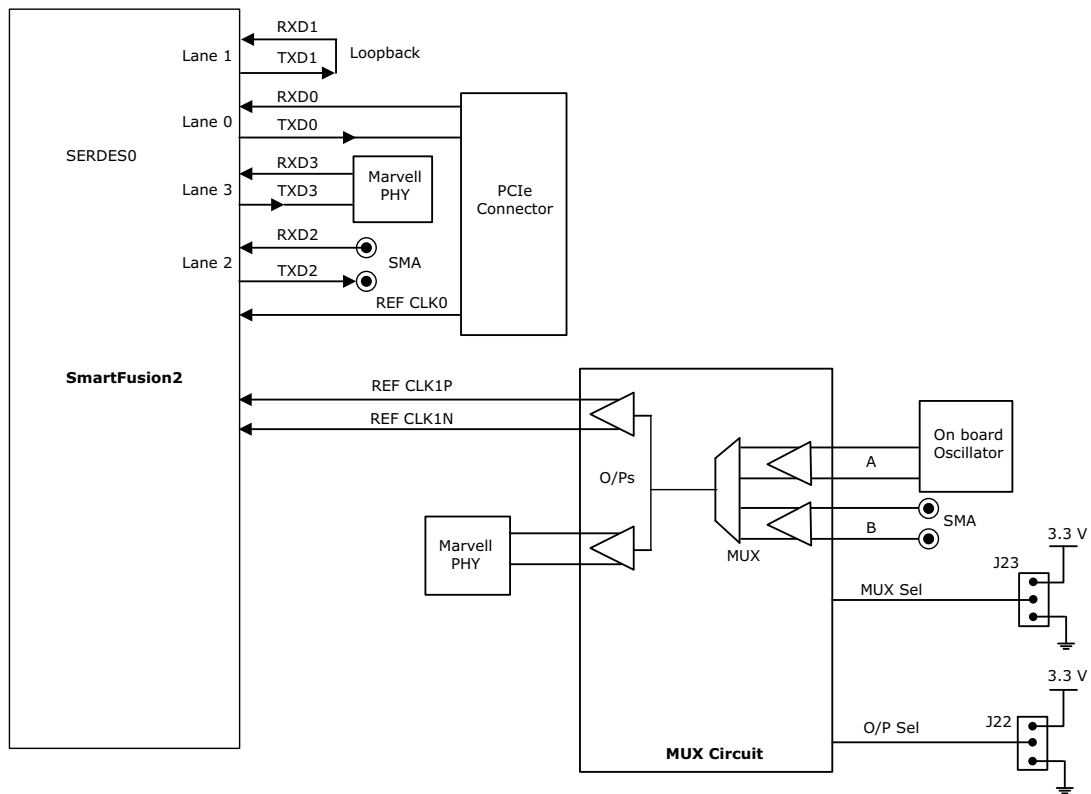 RXD1
Lane 1
TXD1
Loopback
RXD0
Lane 0
TXD0
SERDES0
RXD3
Lane 3
TXD3
Marvell
PHY
PCIe
Connector
RXD2
Lane 2
TXD2
SMA
REF CLK0
SmartFusion2
REF CLK1P
REF CLK1N
O/Ps
On board
Oscillator
A
B
SMA
MUX
Marvell
PHY
3.3 V
J23
MUX Sel
3.3 V
J22
O/P Sel
MUX Circuit